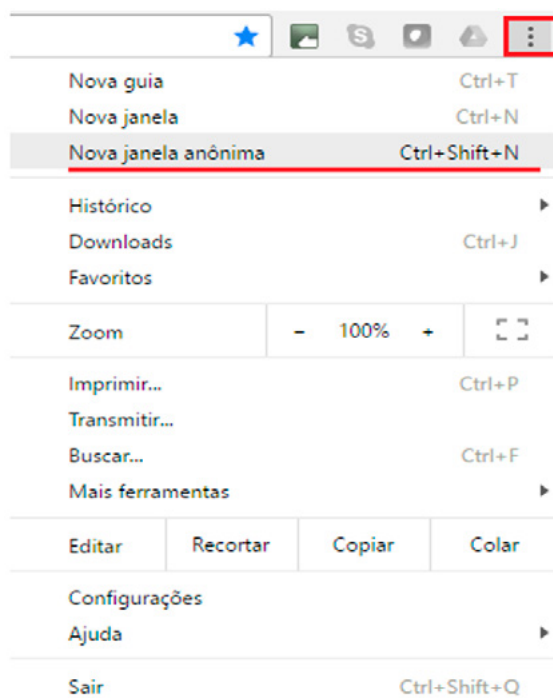 Nova guia Ctrl+T
Nova janela Ctrl+N
Nova janela anônima Ctrl+Shift+N
Histórico
Downloads Ctrl+J
Favoritos
Zoom - 100% +
Imprimir... Ctrl+P
Transmitir...
Buscar... Ctrl+F
Mais ferramentas
Editar Recortar Copiar Colar
Configurações
Ajuda
Sair Ctrl+Shift+Q